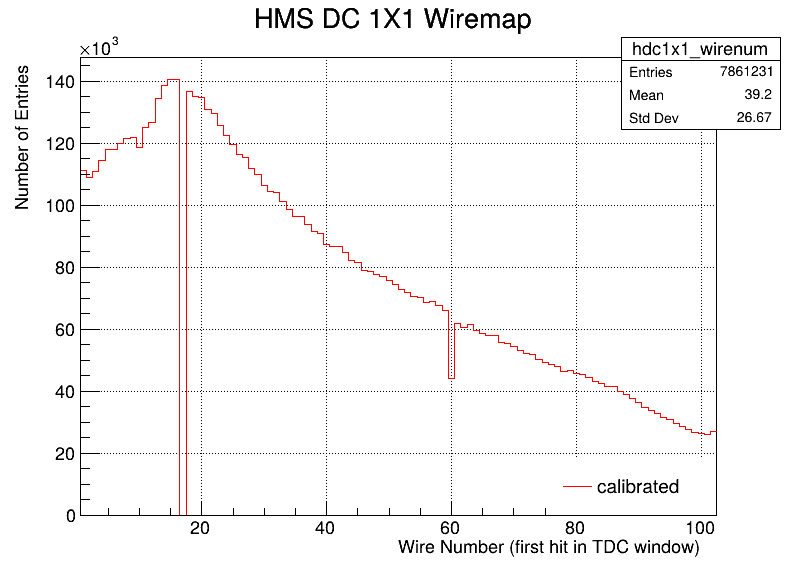 HMS DC 1X1 Wiremap
×10³
hdc1x1_wirenum
Entries 7861231
Mean 39.2
Std Dev 26.67
Number of Entries
140
120
100
80
60
40
20
0
calibrated
20 40 60 80 100
Wire Number (first hit in TDC window)